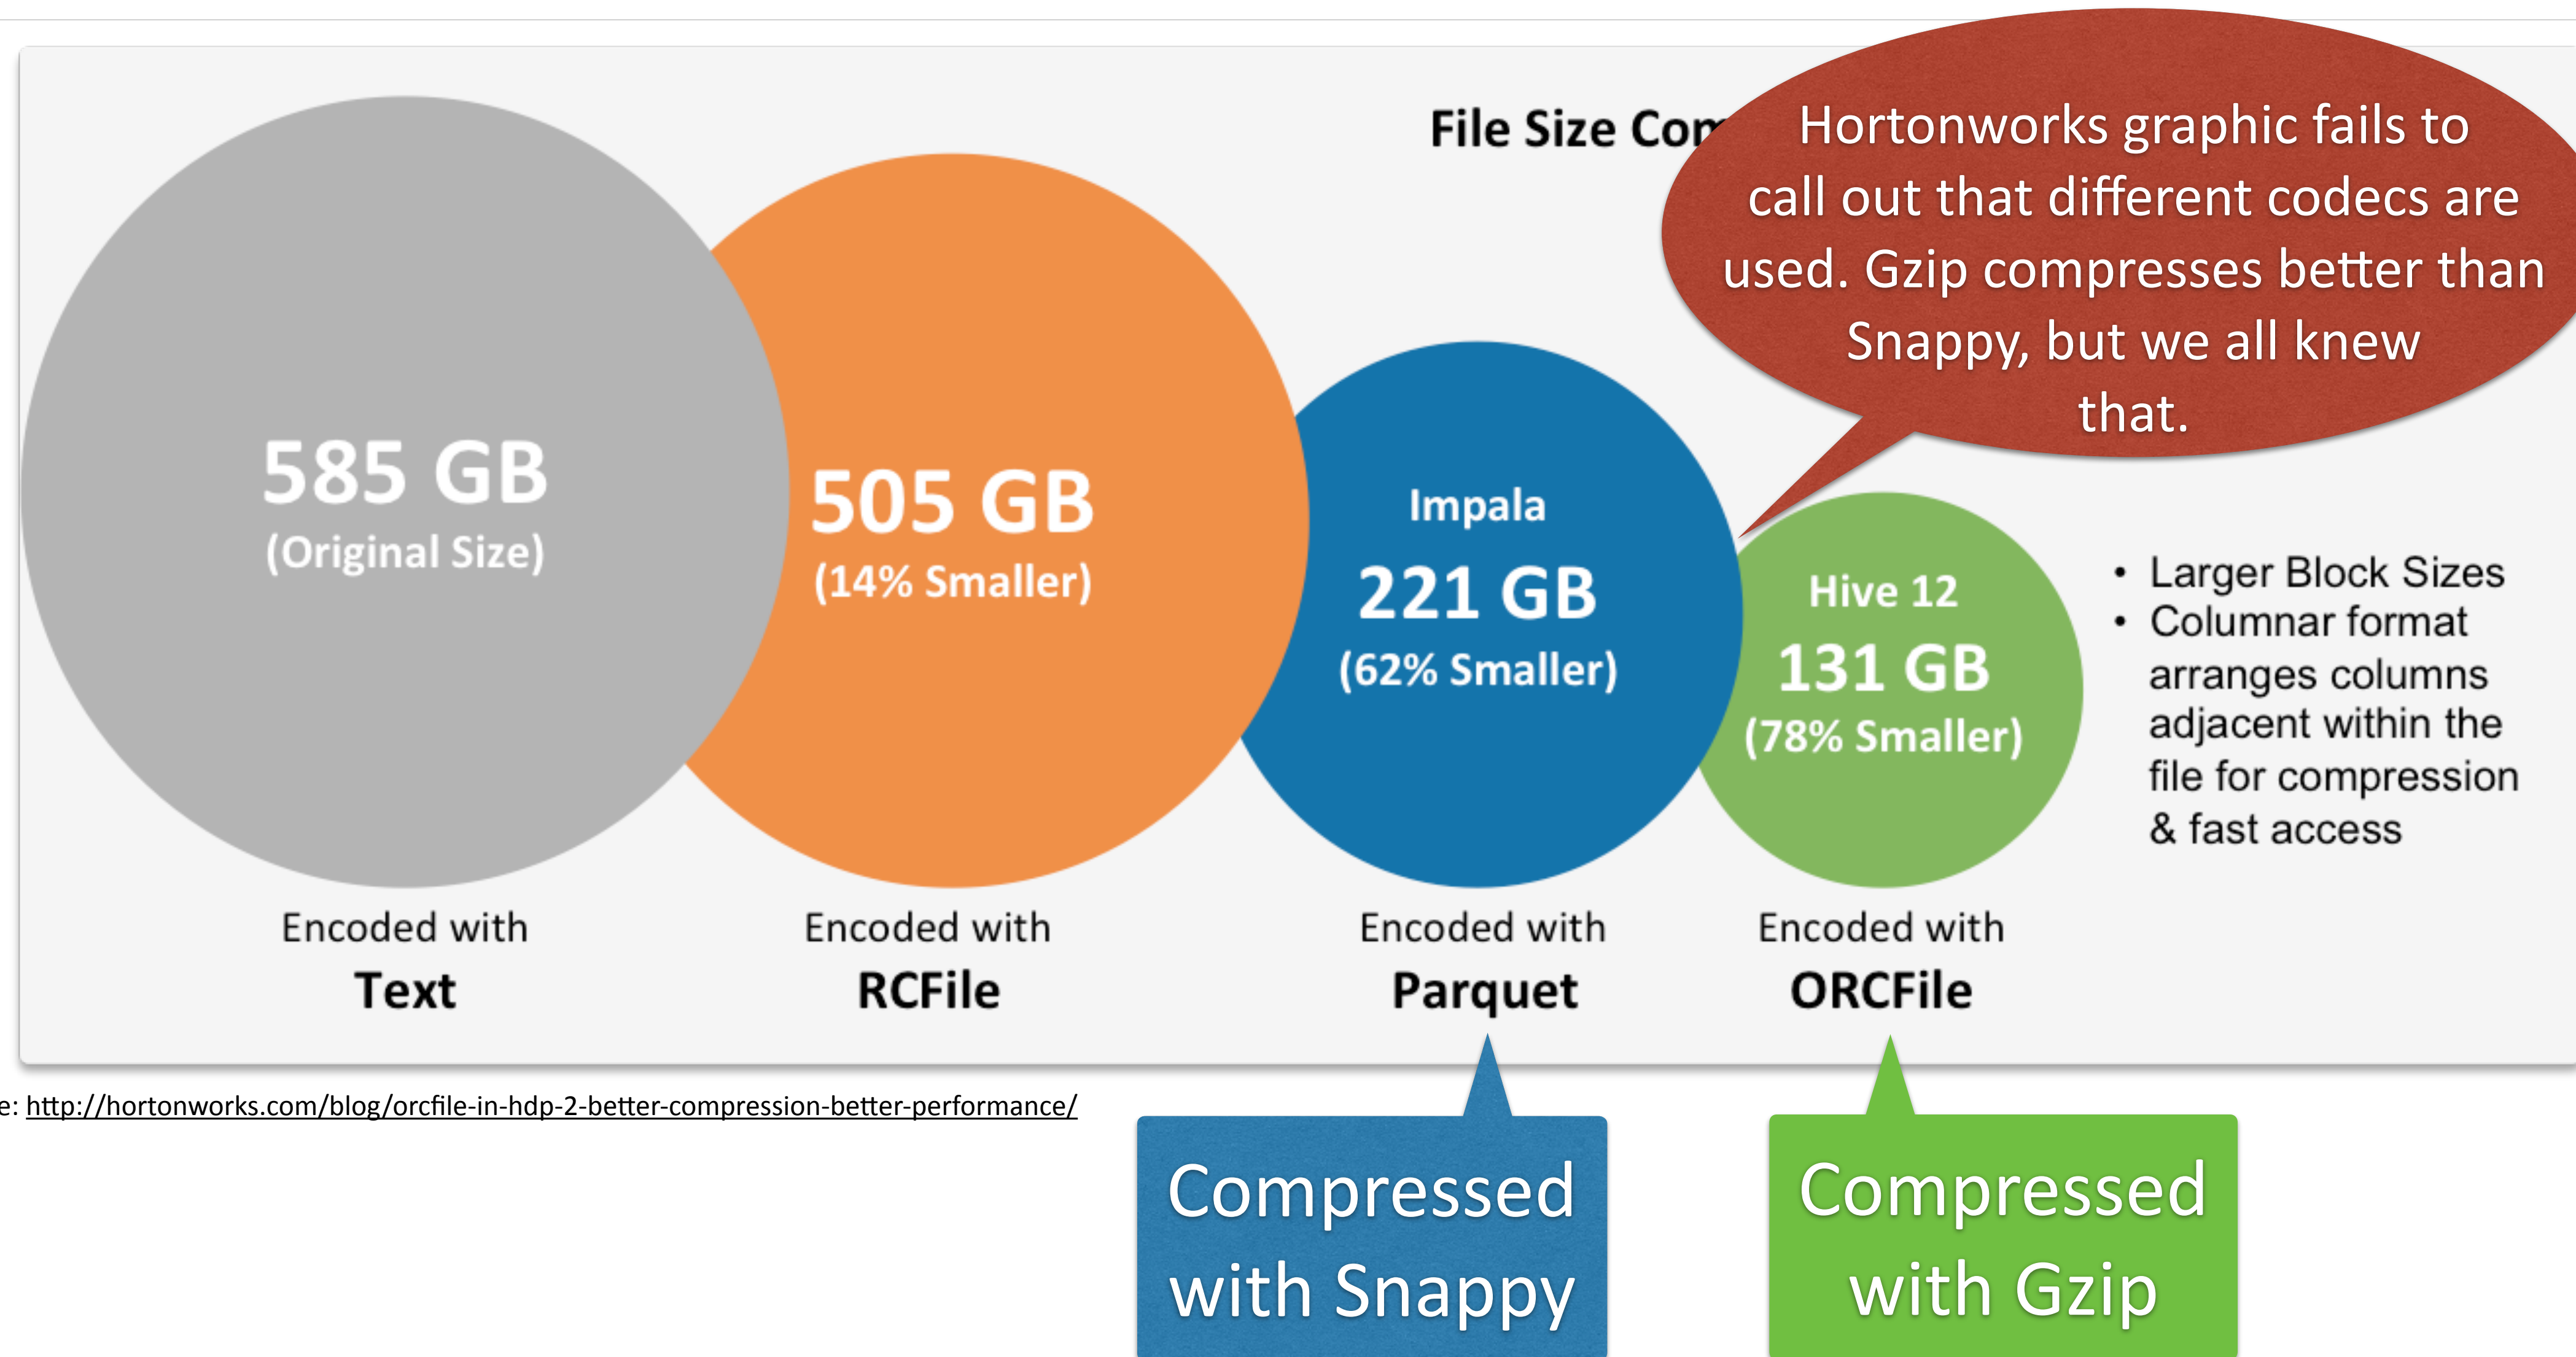 File Size Com
Hortonworks graphic fails to
call out that different codecs are
used. Gzip compresses better than
Snappy, but we all knew
that.
585 GB
(Original Size)
505 GB
(14% Smaller)
Impala
221 GB
(62% Smaller)
Hive 12
131 GB
(78% Smaller)
• Larger Block Sizes
• Columnar format
arranges columns
adjacent within the
file for compression
& fast access
Encoded with
Text
Encoded with
RCFile
Encoded with
Parquet
Encoded with
ORCFile
e: http://hortonworks.com/blog/orcfile-in-hdp-2-better-compression-better-performance/
Compressed
with Snappy
Compressed
with Gzip